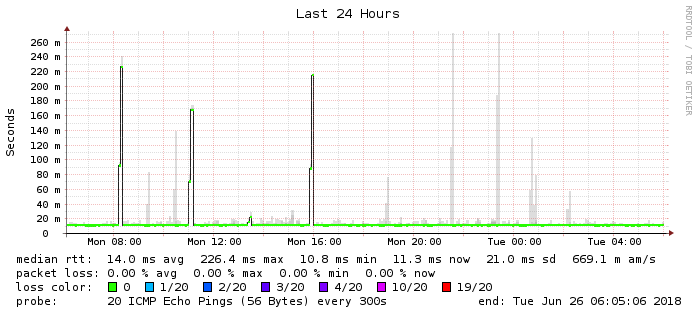 Last 24 Hours
RRDTOOL / TOBI OETIKER
Seconds
260 m
240 m
220 m
200 m
180 m
160 m
140 m
120 m
100 m
80 m
60 m
40 m
20 m
0
Mon 08:00 Mon 12:00 Mon 16:00 Mon 20:00 Tue 00:00 Tue 04:00
median rtt: 14.0 ms avg 226.4 ms max 10.8 ms min 11.3 ms now 21.0 ms sd 669.1 m am/s
packet loss: 0.00 % avg 0.00 % max 0.00 % min 0.00 % now
loss color: 0 1/20 2/20 3/20 4/20 10/20 19/20
probe: 20 ICMP Echo Pings (56 Bytes) every 300s end: Tue Jun 26 06:05:06 2018